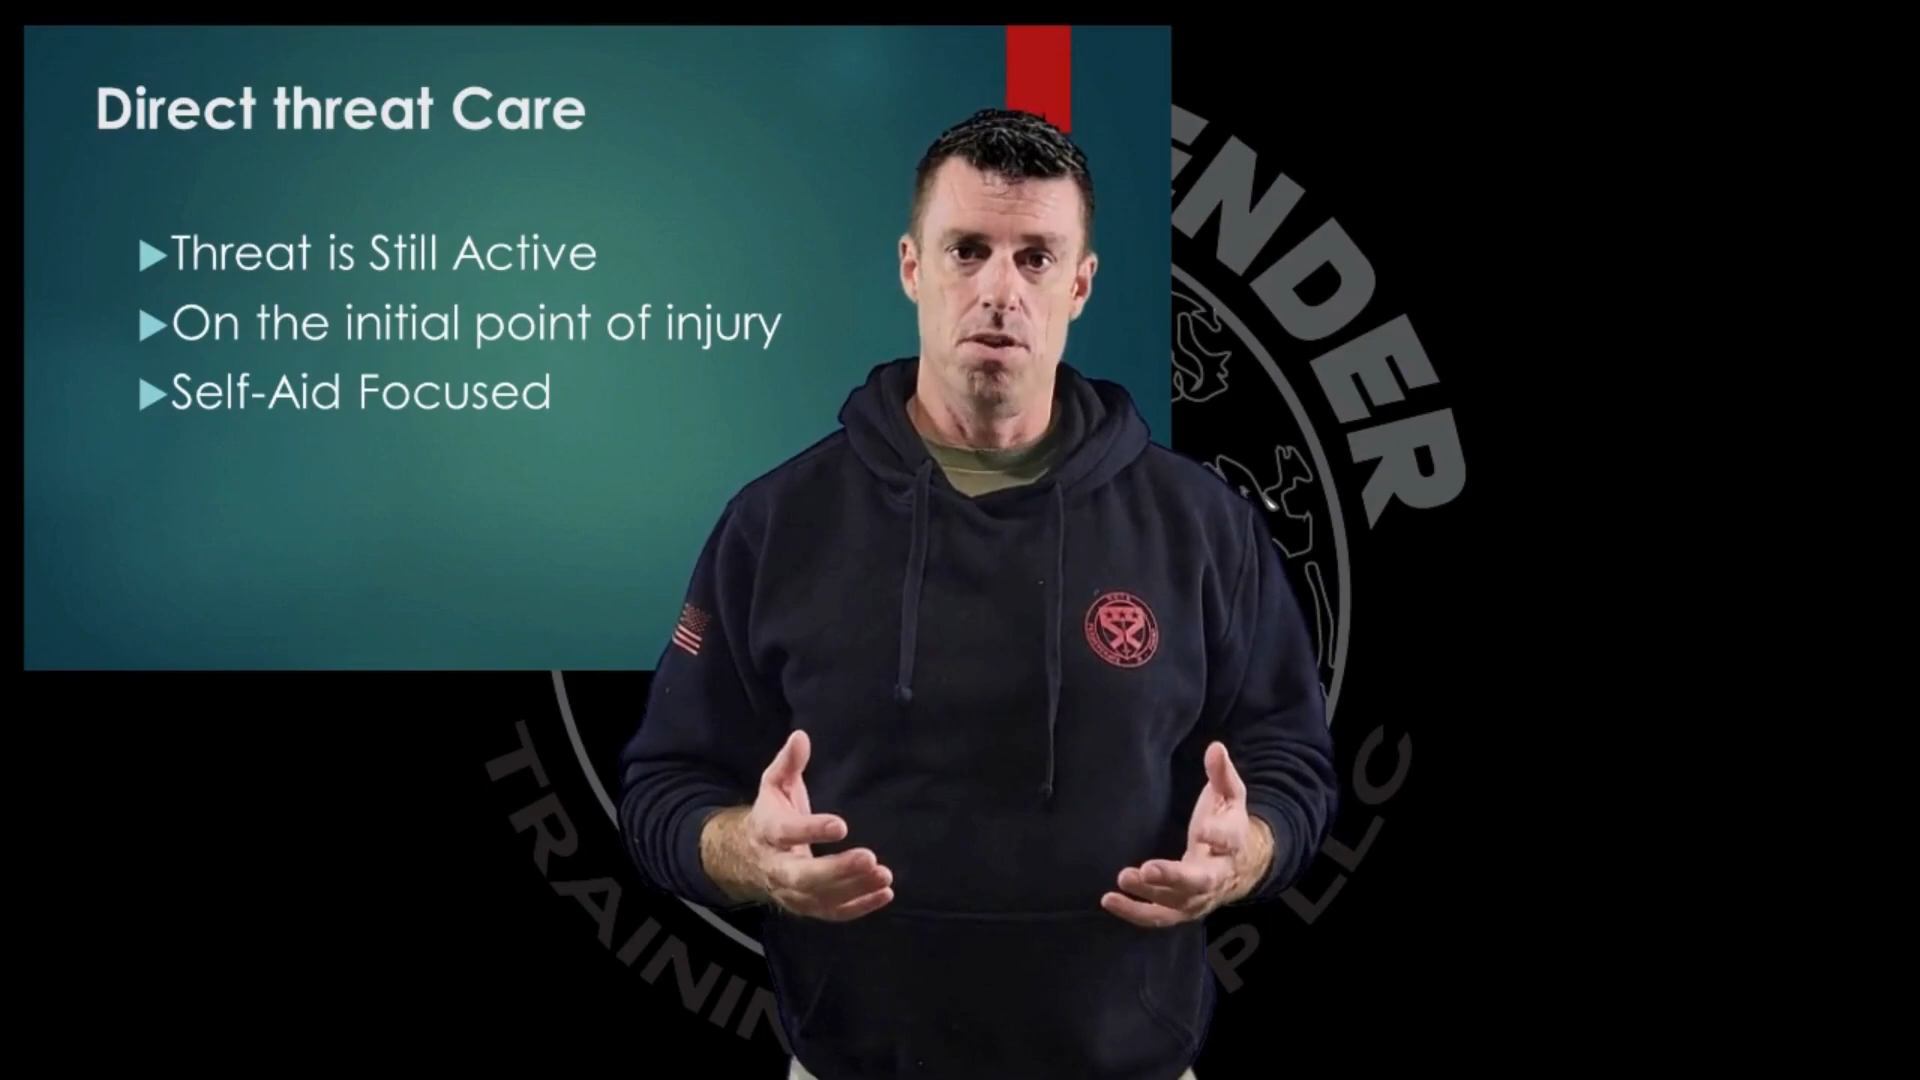 Direct threat Care
Threat is Still Active
On the initial point of injury
Self-Aid Focused
ENDER
TRAININ
P LLC